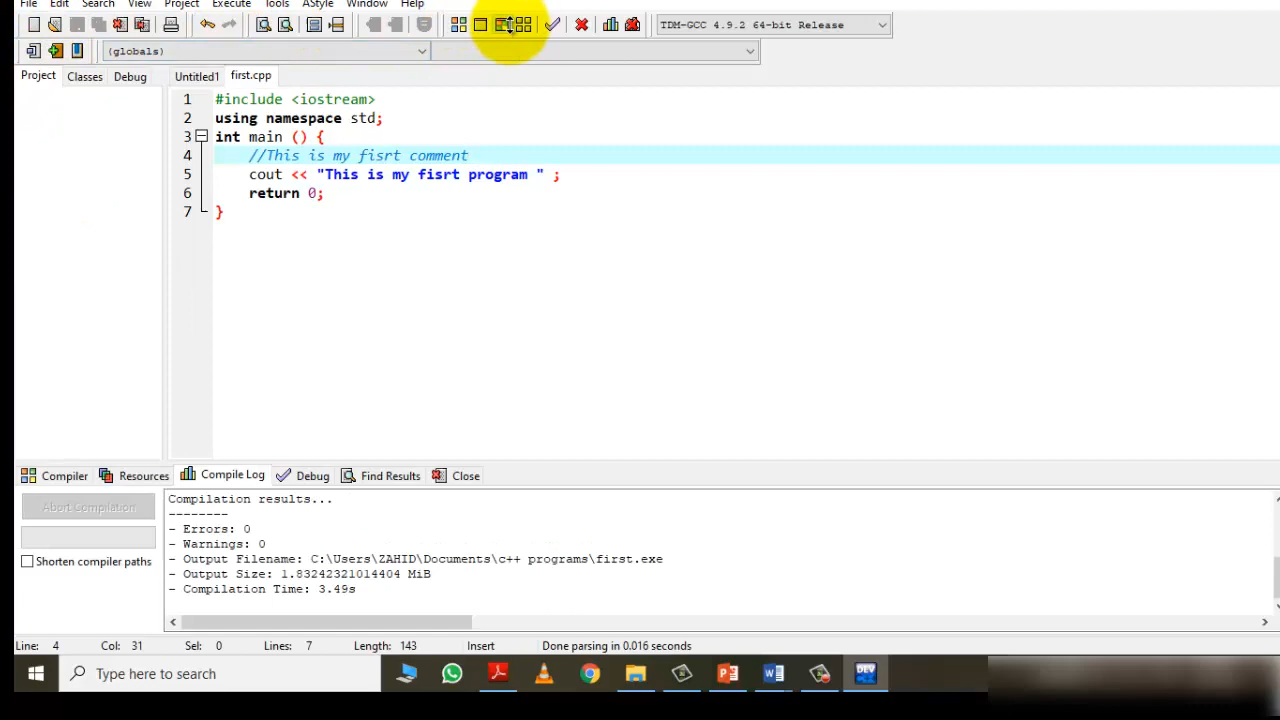 File Edit Search View Project Execute Tools AStyle Window Help
TDM-GCC 4.9.2 64-bit Release
(globals)
Project Classes Debug Untitled1 first.cpp
1 #include <iostream>
2 using namespace std;
3 int main () {
4 //This is my fisrt comment
5 cout << "This is my fisrt program " ;
6 return 0;
7 }
Compiler Resources Compile Log Debug Find Results Close
Abort Compilation
Shorten compiler paths
Compilation results...
--------
- Errors: 0
- Warnings: 0
- Output Filename: C:\Users\ZAHID\Documents\c++ programs\first.exe
- Output Size: 1.83242321014404 MiB
- Compilation Time: 3.49s
Line: 4 Col: 31 Sel: 0 Lines: 7 Length: 143 Insert Done parsing in 0.016 seconds
Type here to search
DEV